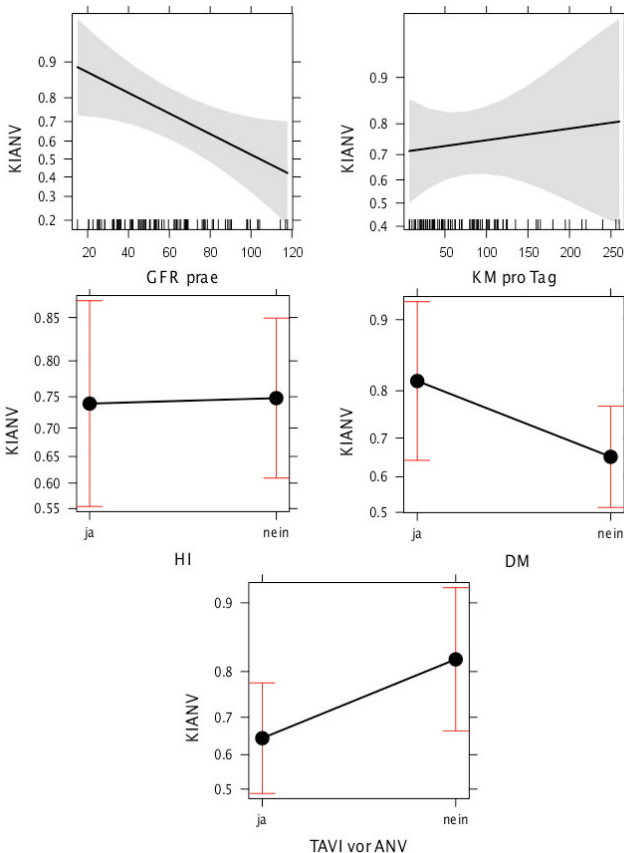 KIANV
0.9
0.8
0.7
0.6
0.5
0.4
0.3
0.2
20 40 60 80 100 120
GFR prae
KIANV
0.9
0.8
0.7
0.6
0.5
0.4
50 100 150 200 250
KM pro Tag
KIANV
0.85
0.80
0.75
0.70
0.65
0.60
0.55
ja nein
HI
KIANV
0.9
0.8
0.7
0.6
0.5
ja nein
DM
KIANV
0.9
0.8
0.7
0.6
0.5
ja nein
TAVI vor ANV